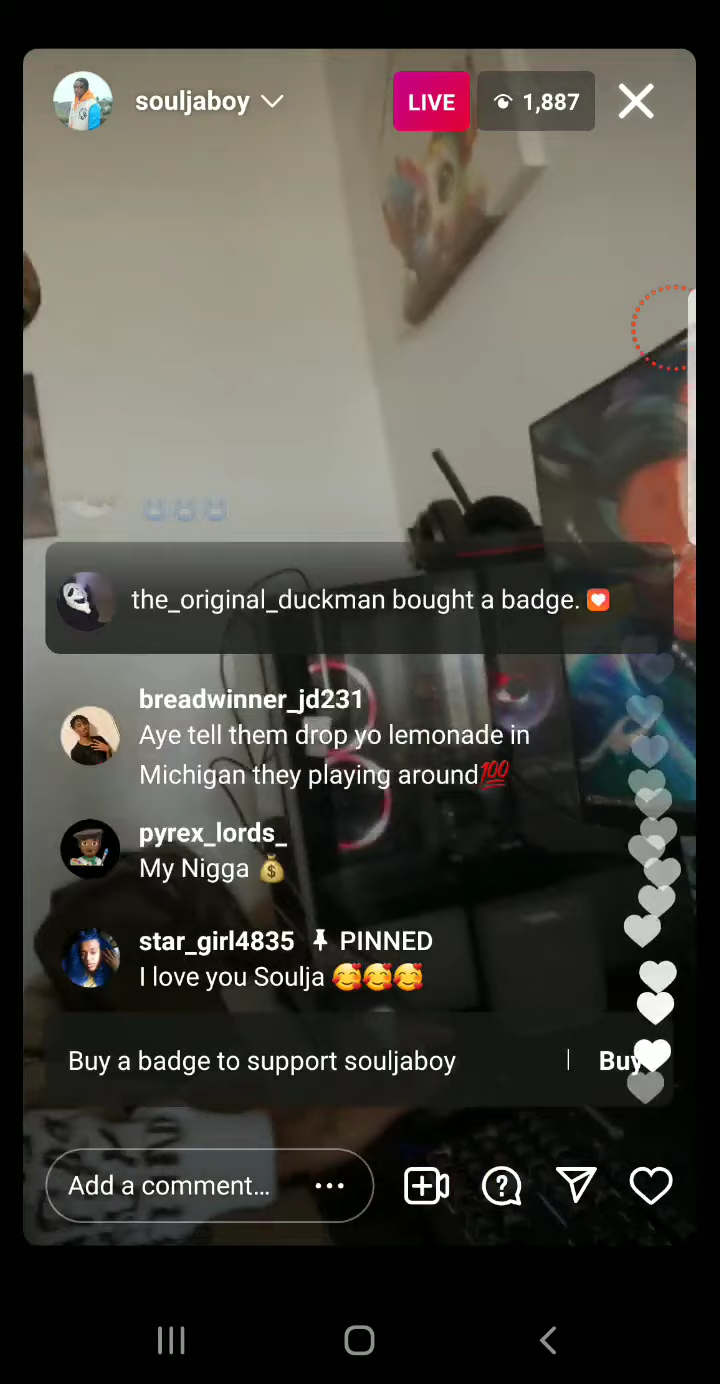 souljaboy
LIVE
1,887
the_original_duckman bought a badge.
breadwinner_jd231
Aye tell them drop yo lemonade in
Michigan they playing around💯
pyrex_lords_
My Nigga 💰
star_girl4835 PINNED
I love you Soulja 🥰🥰🥰
Buy a badge to support souljaboy | Buy
Add a comment...